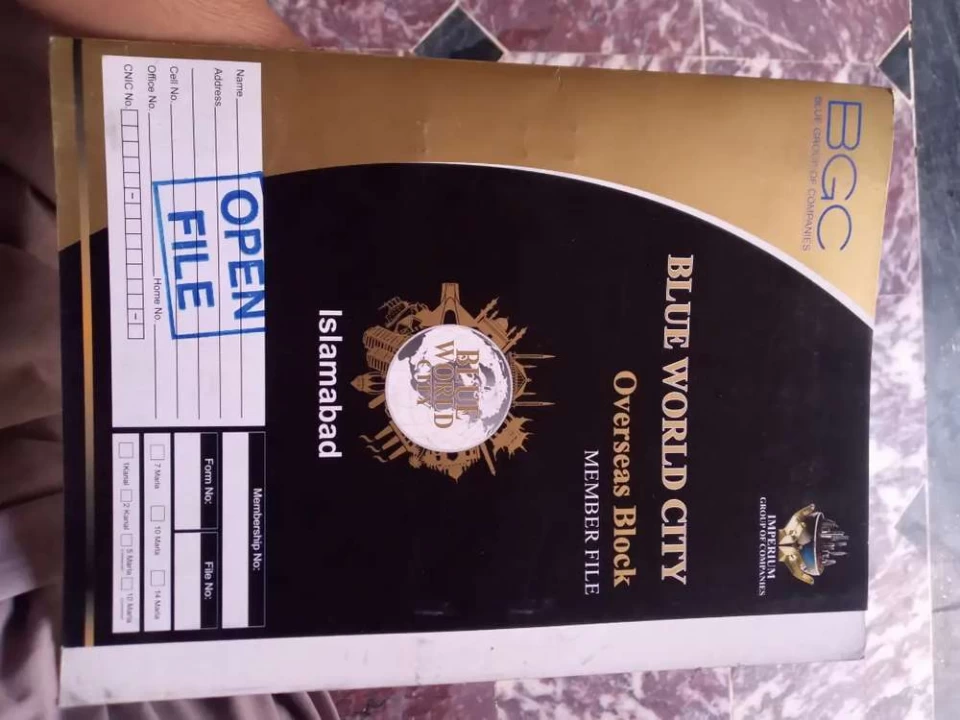 BGC
BLUE GROUP OF COMPANIES
IMPERIUM
GROUP OF COMPANIES
BLUE WORLD CITY
Overseas Block
MEMBER FILE
BLUE
WORLD
CITY
Islamabad
Name
Address
Cell No.
Office No.
Home No.
CNIC No.
OPEN
FILE
Membership No:
Form No:
File No:
7 Marla
10 Marla
14 Marla
1Kanal
2 Kanal
5 Marla
10 Marla